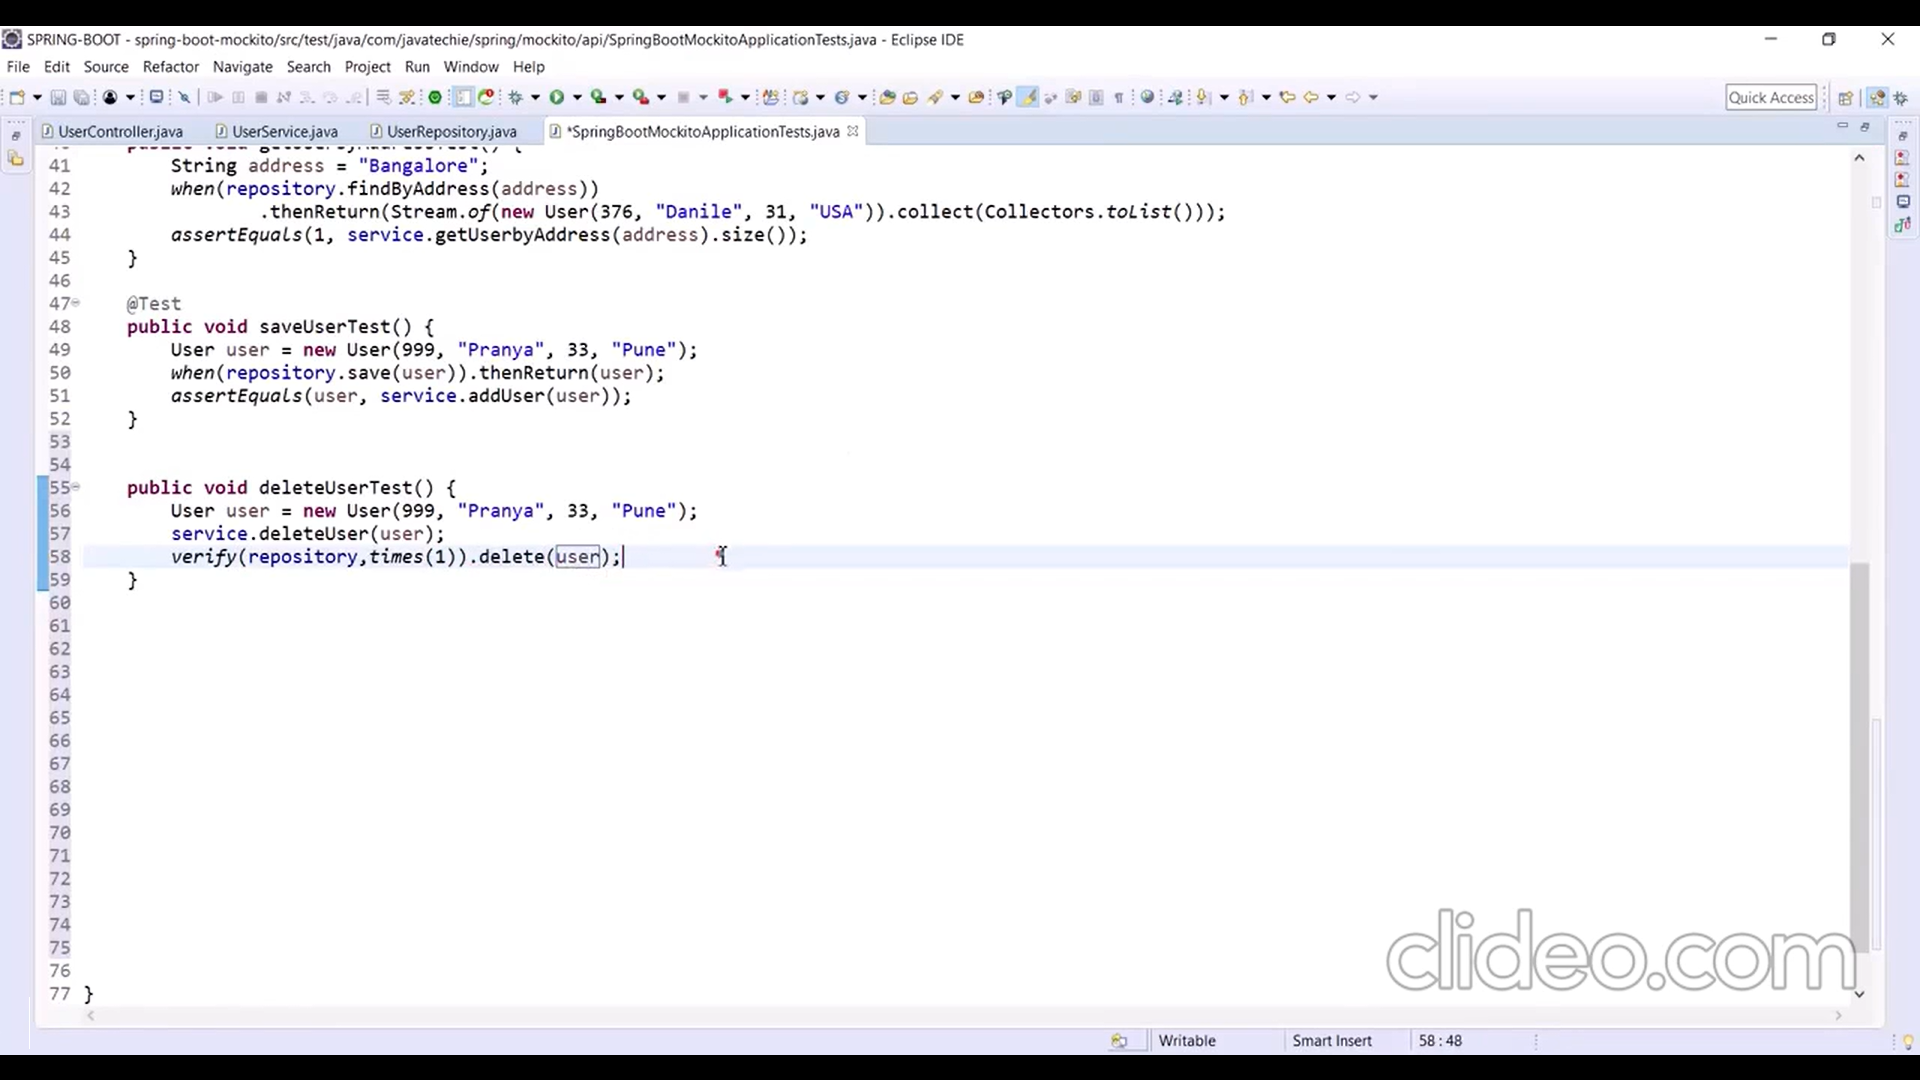 SPRING-BOOT - spring-boot-mockito/src/test/java/com/javatechie/spring/mockito/api/SpringBootMockitoApplicationTests.java - Eclipse IDE
File Edit Source Refactor Navigate Search Project Run Window Help
Quick Access
UserController.java UserService.java UserRepository.java *SpringBootMockitoApplicationTests.java
41 String address = "Bangalore";
42 when(repository.findByAddress(address))
43 .thenReturn(Stream.of(new User(376, "Danile", 31, "USA")).collect(Collectors.toList()));
44 assertEquals(1, service.getUserbyAddress(address).size());
45 }
46
47 @Test
48 public void saveUserTest() {
49 User user = new User(999, "Pranya", 33, "Pune");
50 when(repository.save(user)).thenReturn(user);
51 assertEquals(user, service.addUser(user));
52 }
53
54
55 public void deleteUserTest() {
56 User user = new User(999, "Pranya", 33, "Pune");
57 service.deleteUser(user);
58 verify(repository,times(1)).delete(user);
59 }
60
61
62
63
64
65
66
67
68
69
70
71
72
73
74
75
76
77 }
clideo.com
Writable Smart Insert 58 : 48